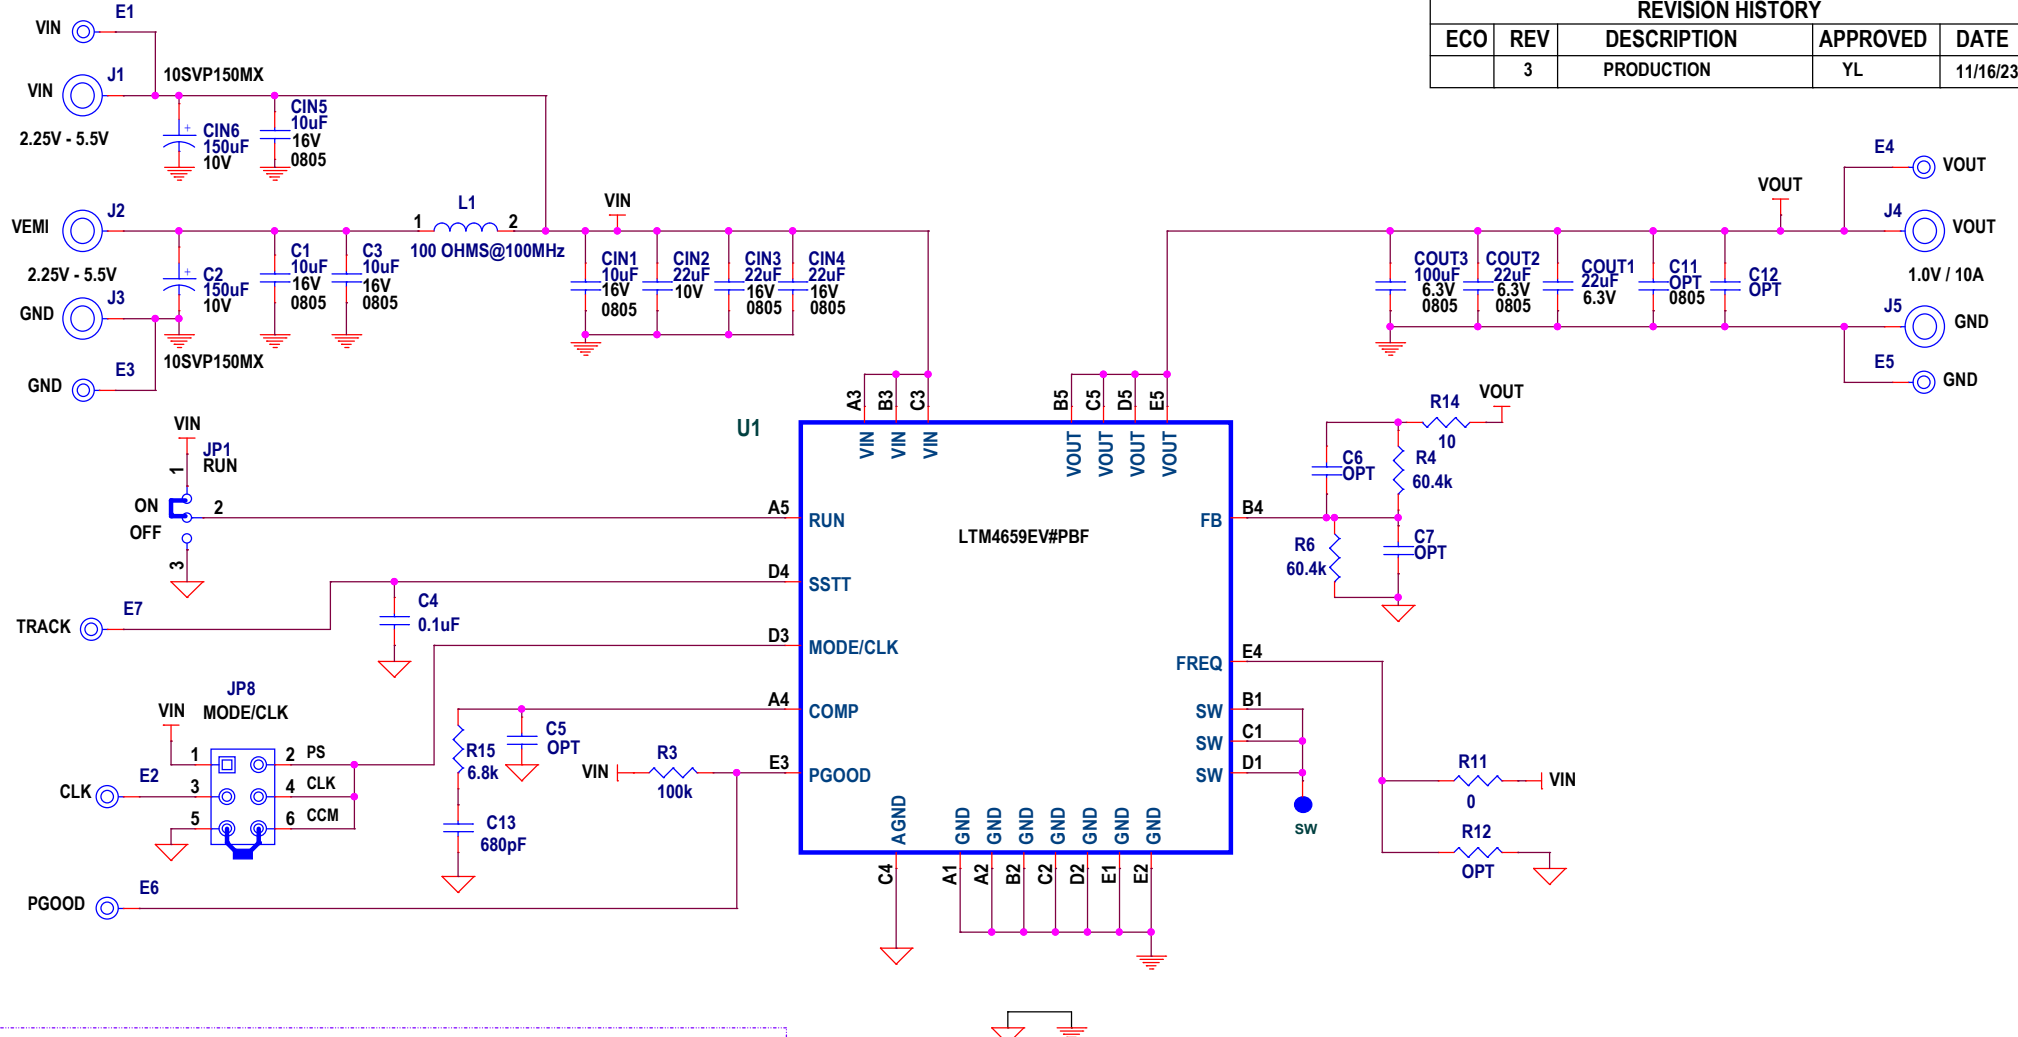 REVISION HISTORY
ECO REV DESCRIPTION APPROVED DATE
3 PRODUCTION YL 11/16/23
VIN
E1
VIN
J1
10SVP150MX
2.25V - 5.5V
CIN6
150uF
10V
+
CIN5
10uF
16V
0805
VEMI
J2
2.25V - 5.5V
GND
J3
C2
150uF
10V
+
C1
10uF
16V
0805
C3
10uF
16V
0805
L1
1
2
100 OHMS@100MHz
10SVP150MX
E3
GND
VIN
CIN1
10uF
16V
0805
CIN2
22uF
10V
CIN3
22uF
16V
0805
CIN4
22uF
16V
0805
VOUT
E4
VOUT
J4
VOUT
1.0V / 10A
J5
GND
E5
GND
COUT3
100uF
6.3V
0805
COUT2
22uF
6.3V
0805
COUT1
22uF
6.3V
C11
OPT
0805
C12
OPT
VIN
JP1
RUN
1
ON
2
OFF
3
TRACK
E7
C4
0.1uF
JP8
MODE/CLK
VIN
1
2 PS
3
4 CLK
5
6 CCM
CLK
E2
PGOOD
E6
R15
6.8k
C5
OPT
C13
680pF
VIN
R3
100k
U1
LTM4659EV#PBF
A3
B3
C3
VIN
VIN
VIN
B5
C5
D5
E5
VOUT
VOUT
VOUT
VOUT
A5 RUN
D4 SSTT
D3 MODE/CLK
A4 COMP
E3 PGOOD
FB B4
FREQ E4
SW B1
SW C1
SW D1
AGND
GND
GND
GND
GND
GND
GND
GND
C4
A1
A2
B2
C2
D2
E1
E2
SW
VOUT
R14
10
C6
OPT
R4
60.4k
R6
60.4k
C7
OPT
R11
0
VIN
R12
OPT